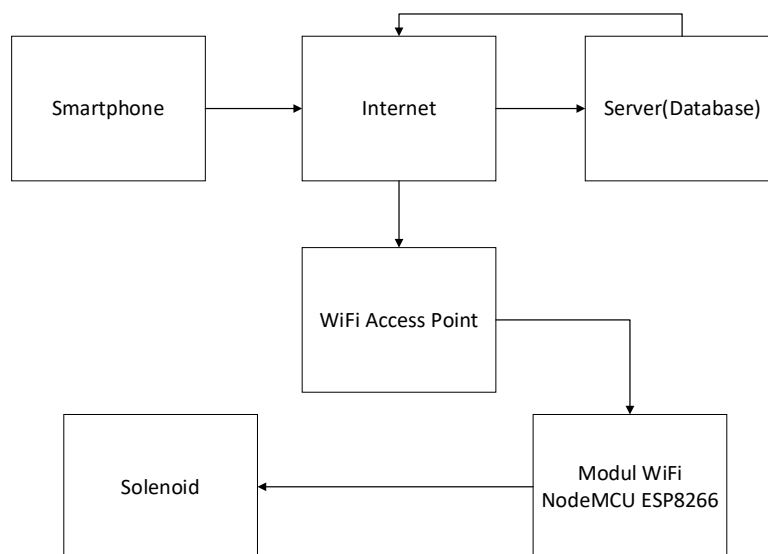 Smartphone
Internet
Server(Database)
WiFi Access Point
Solenoid
Modul WiFi
NodeMCU ESP8266